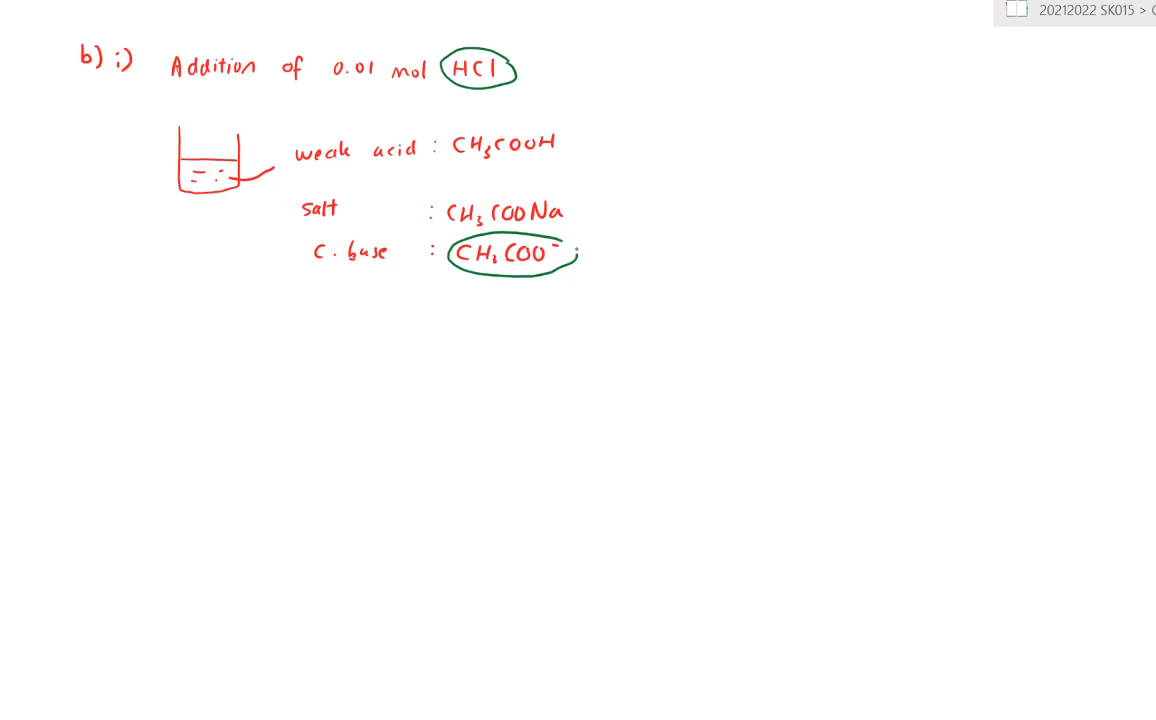 20212022 SK015 >
b) i) Addition of 0.01 mol HCl
weak acid : CH₃COOH
salt : CH₃COONa
c. base : CH₃COO⁻